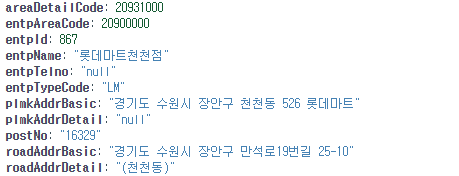 areaDetailCode: 20931000
entpAreaCode: 20900000
entpId: 867
entpName: "롯데마트천천점"
entpTelno: "null"
entpTypeCode: "LM"
plmkAddrBasic: "경기도 수원시 장안구 천천동 526 롯데마트"
plmkAddrDetail: "null"
postNo: "16329"
roadAddrBasic: "경기도 수원시 장안구 만석로19번길 25-10"
roadAddrDetail: "(천천동)"